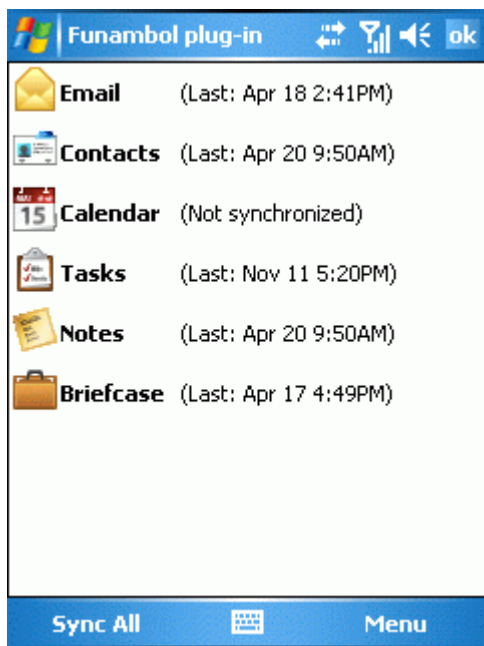 Funambol plug-in ok
Email (Last: Apr 18 2:41PM)
Contacts (Last: Apr 20 9:50AM)
15 Calendar (Not synchronized)
Tasks (Last: Nov 11 5:20PM)
Notes (Last: Apr 20 9:50AM)
Briefcase (Last: Apr 17 4:49PM)
Sync All Menu